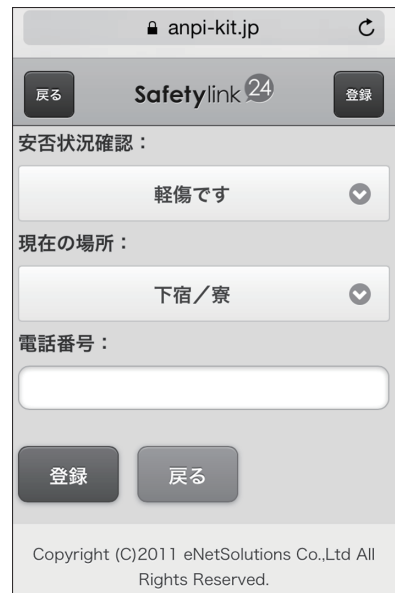 anpi-kit.jp
戻る Safetylink 24 登録
安否状況確認：
軽傷です
現在の場所：
下宿／寮
電話番号：
登録 戻る
Copyright (C)2011 eNetSolutions Co.,Ltd All
Rights Reserved.